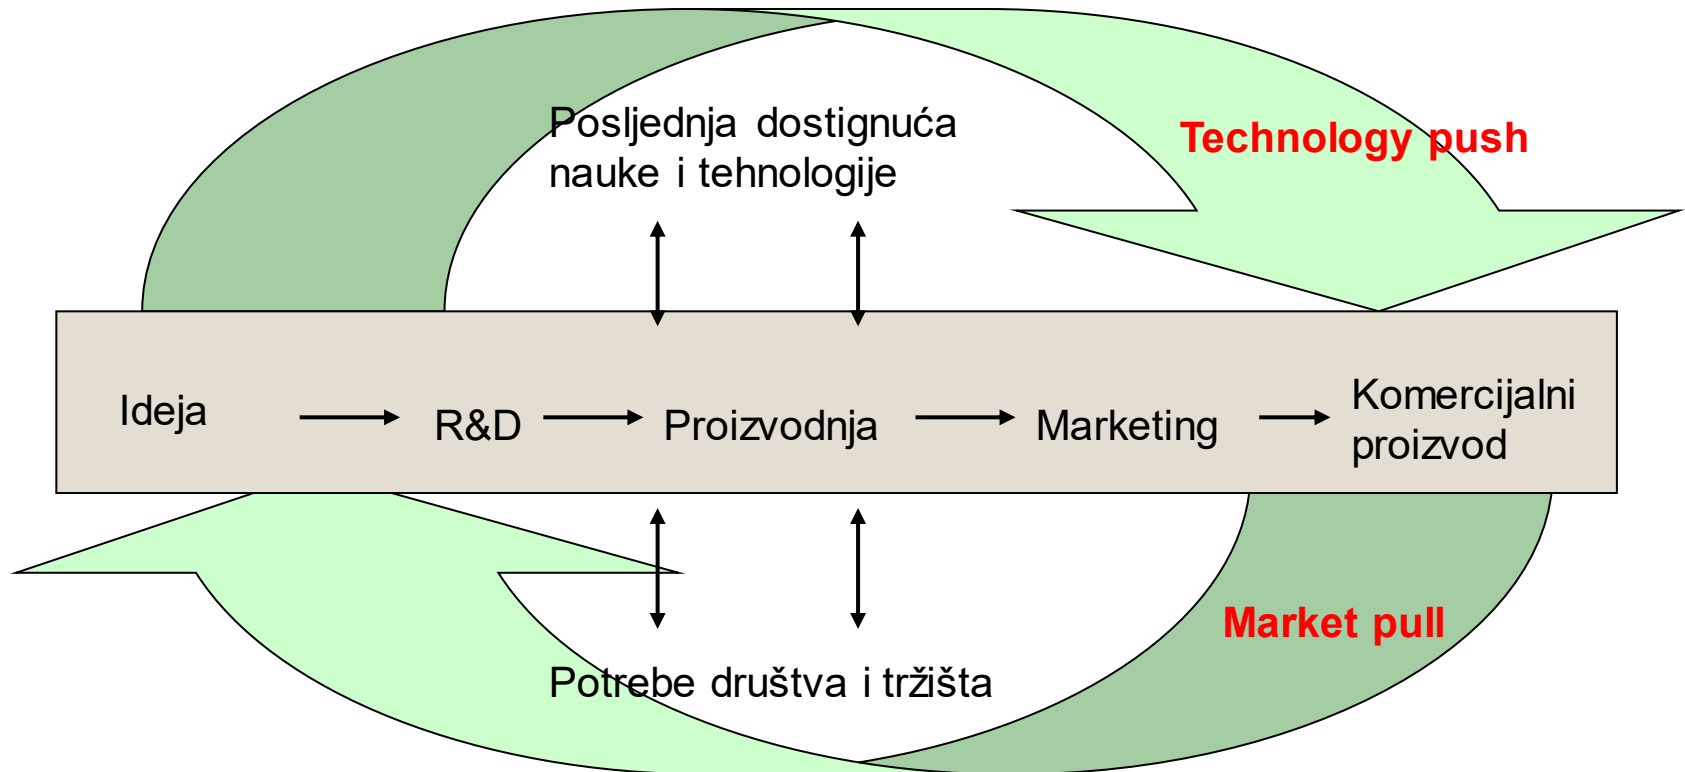 Posljednja dostignuća
nauke i tehnologije
Technology push
Ideja
R&D
Proizvodnja
Marketing
Komercijalni
proizvod
Market pull
Potrebe društva i tržišta